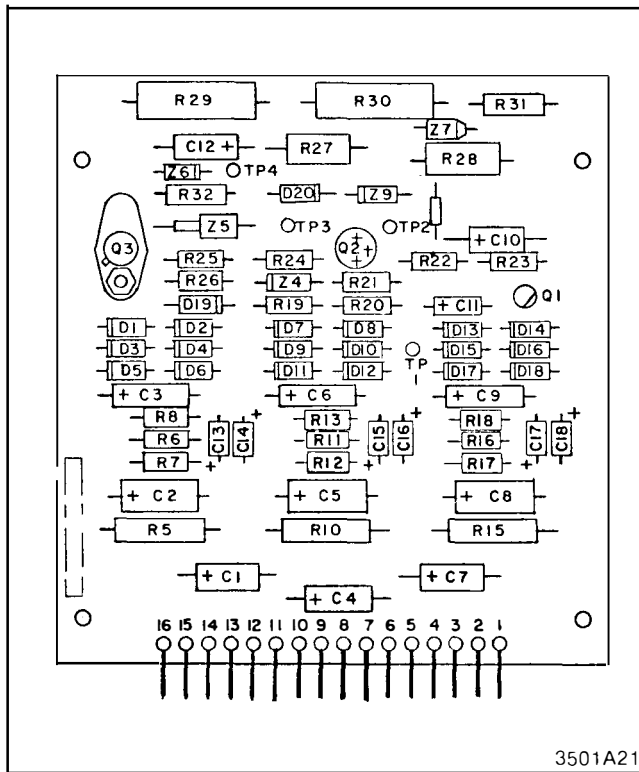 R29 R30 R31
Z7
C12 + R27 R28
Z6 TP4
R32 D20 Z9
Z5 TP3 TP2
Q3 Q2 + + + + C10
R25 R24 R22 R23
R26 Z4 R21
D19 R19 R20 + C11 Q1
D1 D2 D7 D8 D13 D14
D3 D4 D9 D10 TP 1 D15 D16
D5 D6 D11 D12 D17 D18
+ C3 + C6 + C9
R8 R13 R18
R6 C13 + C14 + R11 C15 + C16 + R16 C17 + C18 +
R7 R12 R17
+ C2 + C5 + C8
R5 R10 R15
+ C1 + C7
+ C4
16 15 14 13 12 11 10 9 8 7 6 5 4 3 2 1
3501A21